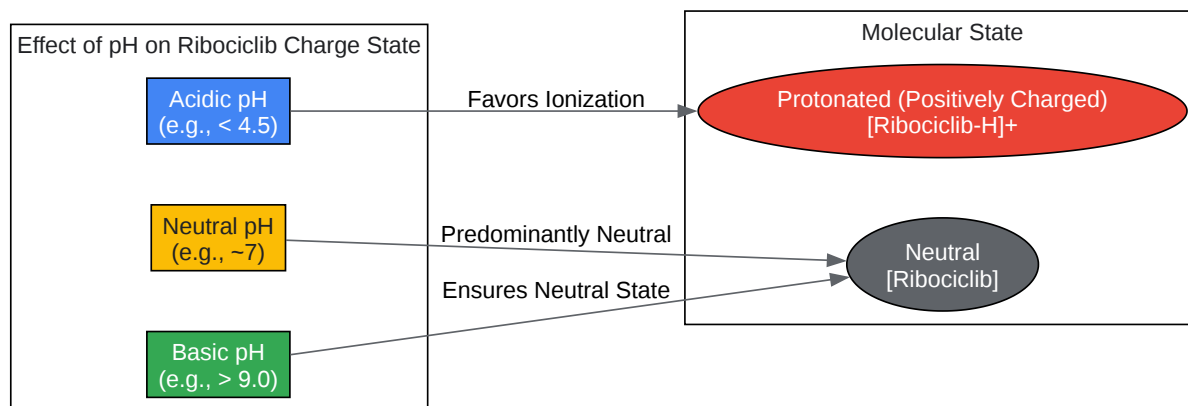 Effect of pH on Ribociclib Charge State
Acidic pH
(e.g., < 4.5)
Neutral pH
(e.g., ~7)
Basic pH
(e.g., > 9.0)
Favors Ionization
Predominantly Neutral
Ensures Neutral State
Molecular State
Protonated (Positively Charged)
[Ribociclib-H]+
Neutral
[Ribociclib]